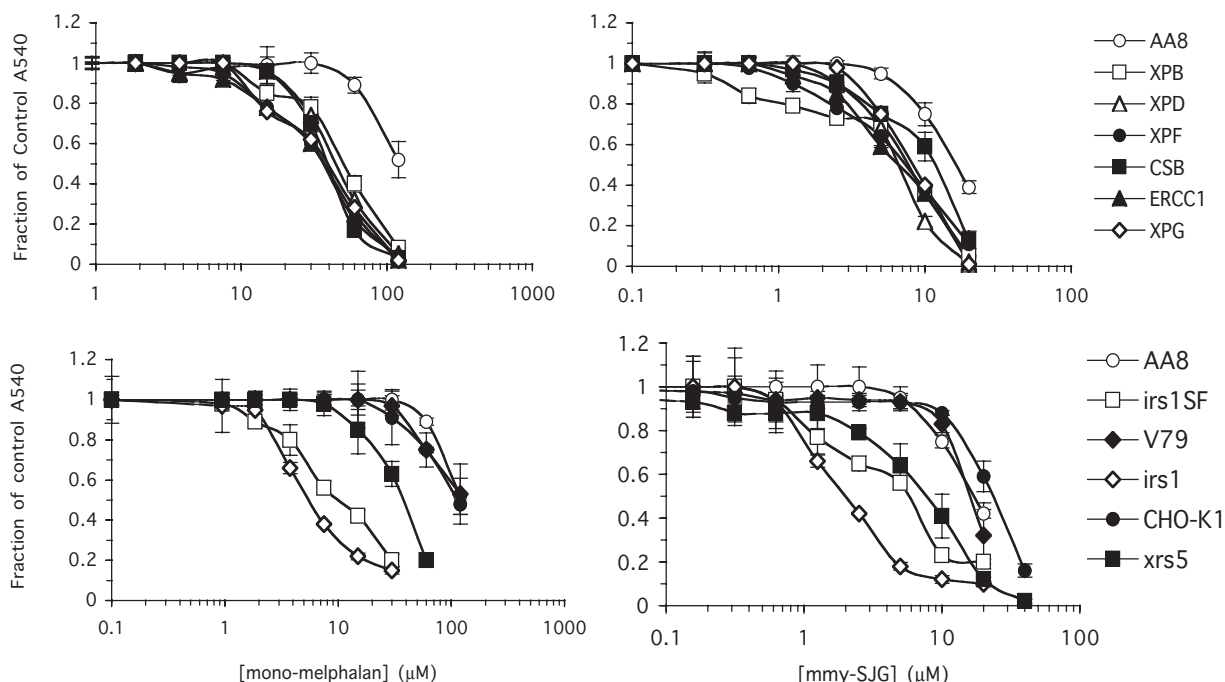 Fraction of Control A540
1.2
1
0.8
0.6
0.4
0.2
0
1
10
100
1000
1.2
1
0.8
0.6
0.4
0.2
0
0.1
1
10
100
AA8
XPB
XPD
XPF
CSB
ERCC1
XPG
Fraction of control A540
1.2
1
0.8
0.6
0.4
0.2
0
0.1
1
10
100
1000
[mono-melphalan] (μM)
1.2
1
0.8
0.6
0.4
0.2
0
0.1
1
10
100
[mmy-SJG] (μM)
AA8
irs1SF
V79
irs1
CHO-K1
xrs5